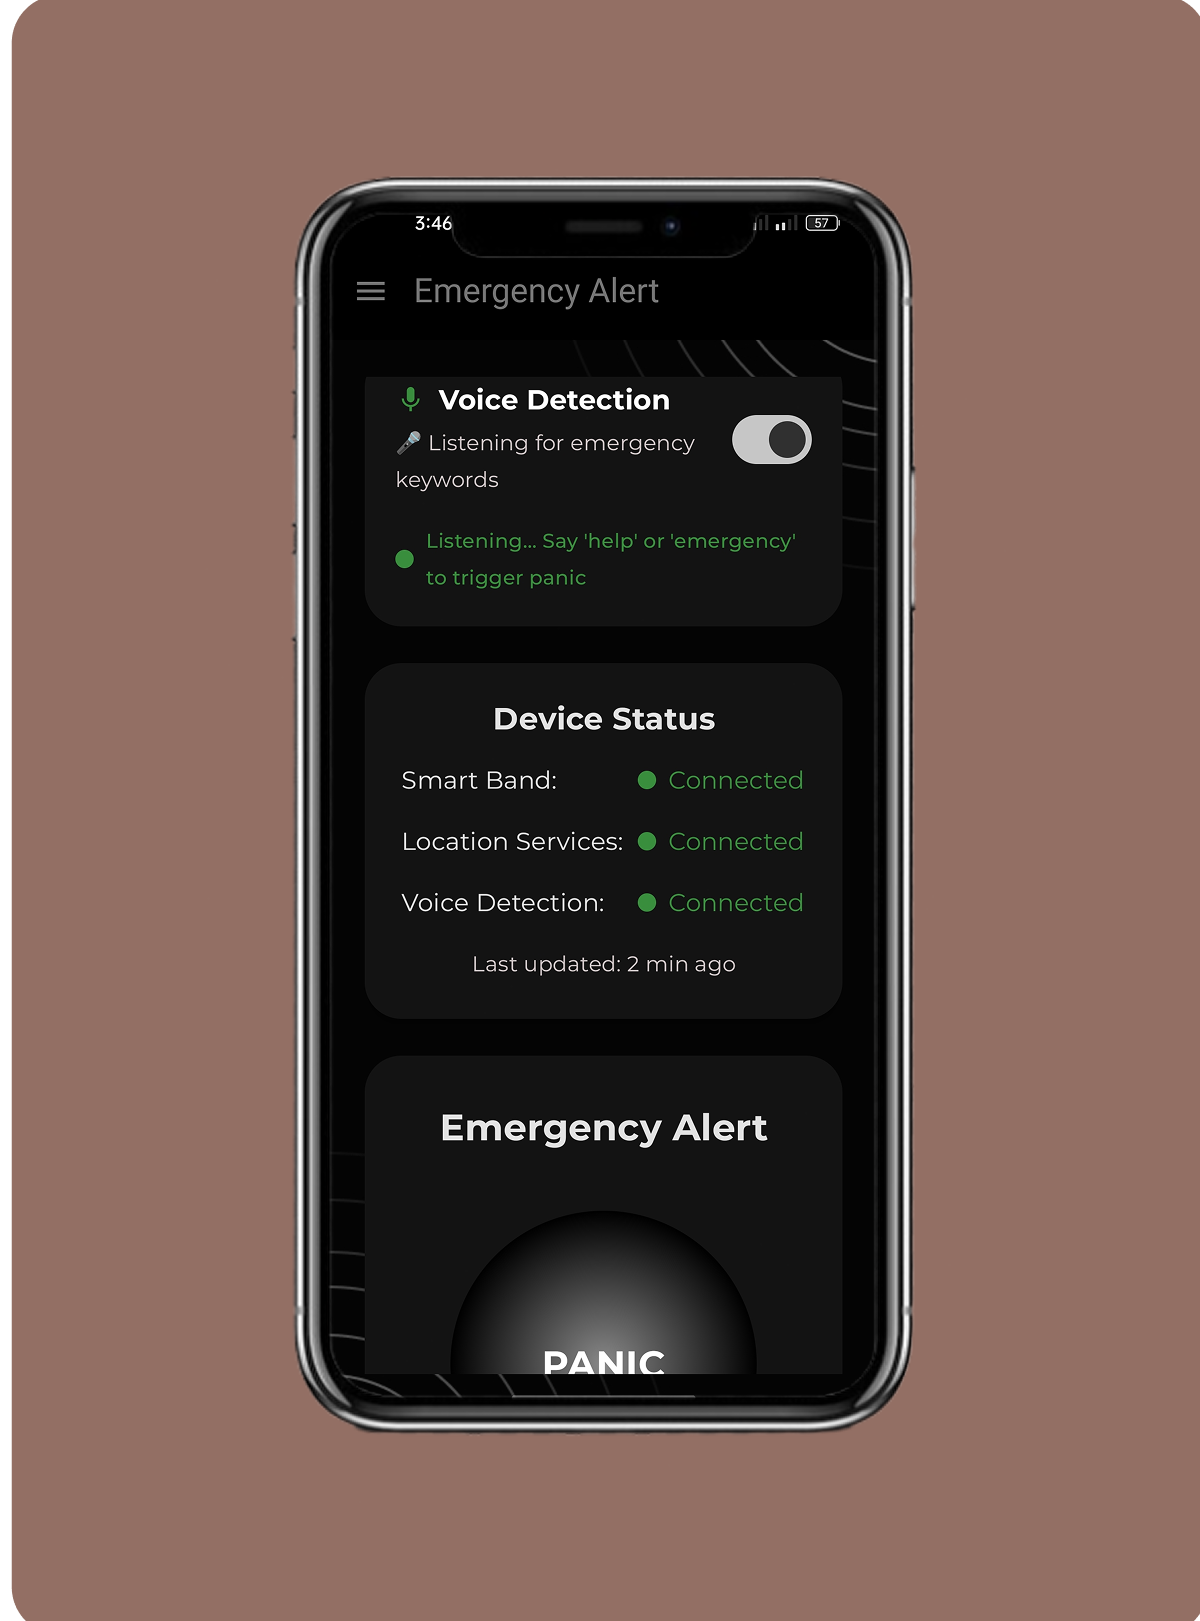 3:46 57
Emergency Alert
Voice Detection
🎤 Listening for emergency
keywords
Listening... Say 'help' or 'emergency'
to trigger panic
Device Status
Smart Band: Connected
Location Services: Connected
Voice Detection: Connected
Last updated: 2 min ago
Emergency Alert
PANIC